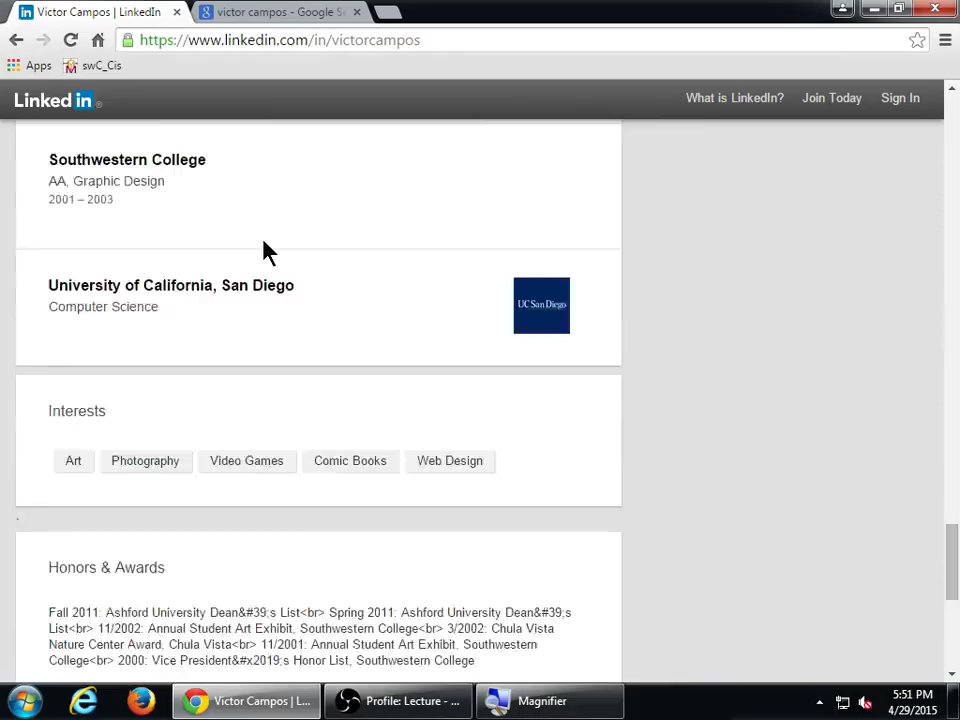 Victor Campos | LinkedIn
victor campos - Google Se
https://www.linkedin.com/in/victorcampos
Apps
swC_Cis
Linked in ®
What is LinkedIn?
Join Today
Sign In
Southwestern College
AA, Graphic Design
2001 – 2003
University of California, San Diego
Computer Science
UC San Diego
Interests
Art
Photography
Video Games
Comic Books
Web Design
Honors & Awards
Fall 2011: Ashford University Dean&#39;s List<br> Spring 2011: Ashford University Dean&#39;s
List<br> 11/2002: Annual Student Art Exhibit, Southwestern College<br> 3/2002: Chula Vista
Nature Center Award, Chula Vista<br> 11/2001: Annual Student Art Exhibit, Southwestern
College<br> 2000: Vice President&#x2019;s Honor List, Southwestern College
Victor Campos | L...
Profile: Lecture - ...
Magnifier
5:51 PM
4/29/2015